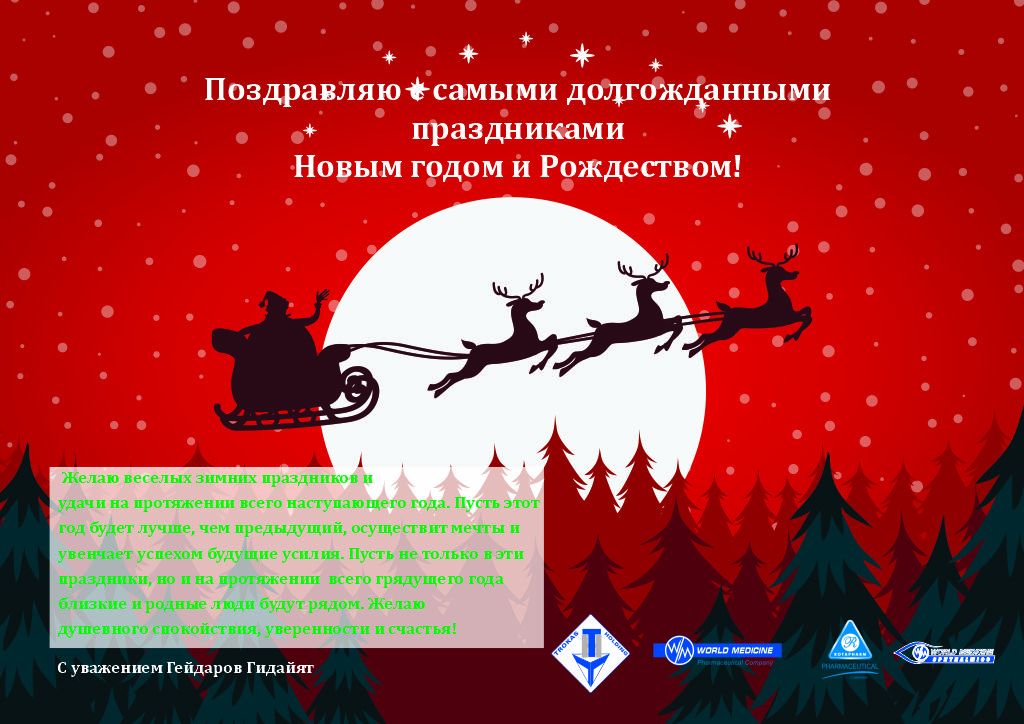 Поздравляю с самыми долгожданными
праздниками
Новым годом и Рождеством!
Желаю веселых зимних праздников и
удачи на протяжении всего наступающего года. Пусть этот
год будет лучше, чем предыдущий, осуществит мечты и
увенчает успехом будущие усилия. Пусть не только в эти
праздники, но и на протяжении всего грядущего года
близкие и родные люди будут рядом. Желаю
душевного спокойствия, уверенности и счастья!
С уважением Гейдаров Гидайят
TROKAS HOLDING
WORLD MEDICINE
Pharmaceutical Company
ROTAPHARM
PHARMACEUTICAL
WORLD MEDICINE
OPHTHALMICS